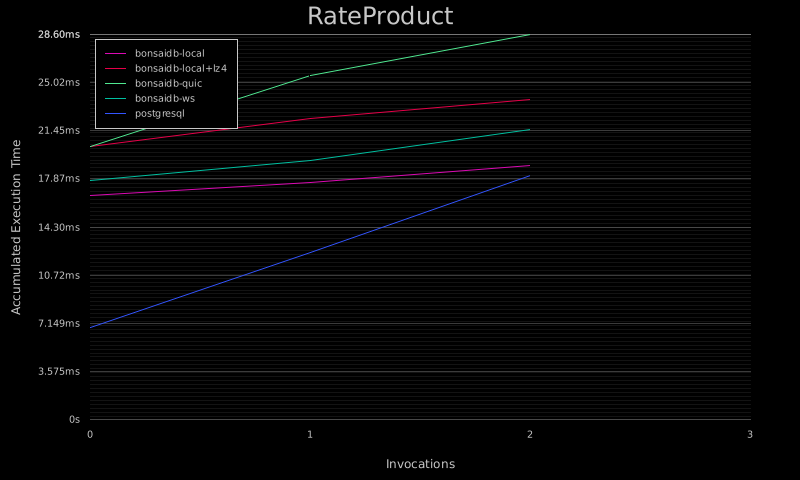 RateProduct
28.60ms
bonsaidb-local
bonsaidb-local+lz4
bonsaidb-quic
bonsaidb-ws
postgresql
25.02ms
21.45ms
17.87ms
14.30ms
10.72ms
7.149ms
3.575ms
0s
Accumulated Execution Time
0 1 2 3
Invocations